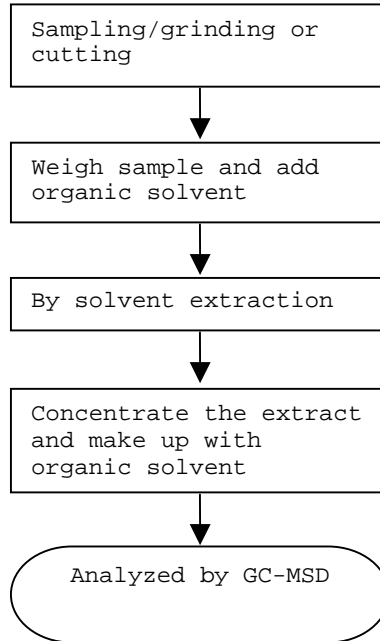 Sampling/grinding or
cutting
Weigh sample and add
organic solvent
By solvent extraction
Concentrate the extract
and make up with
organic solvent
Analyzed by GC-MSD